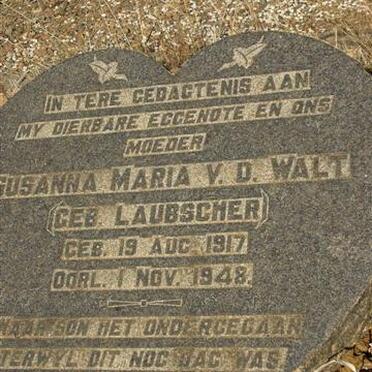 IN TERE GEDAGTENIS AAN
MY DIERBARE EGGENOTE EN ONS
MOEDER
SUSANNA MARIA V. D. WALT
(GEB. LAUBSCHER)
GEB. 19 AUG. 1917
OORL. 1 NOV. 1948.
HAAR SON HET ONDERGEGAAN
TERWYL DIT NOG DAG WAS